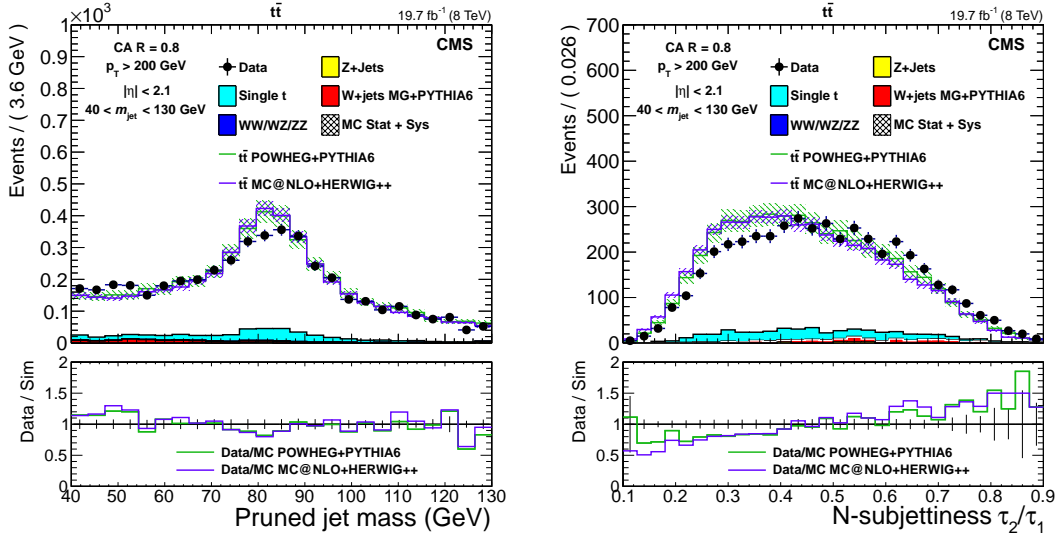 tt̄
19.7 fb⁻¹ (8 TeV)
×10³
CMS
CA R = 0.8
p_T > 200 GeV
|η| < 2.1
40 < m_jet < 130 GeV
Data
Z+Jets
Single t
W+jets MG+PYTHIA6
WW/WZ/ZZ
MC Stat + Sys
tt̄ POWHEG+PYTHIA6
tt̄ MC@NLO+HERWIG++
Events / ( 3.6 GeV )
1
0.9
0.8
0.7
0.6
0.5
0.4
0.3
0.2
0.1
0
Data / Sim
2
1.5
1
0.5
0
Data/MC POWHEG+PYTHIA6
Data/MC MC@NLO+HERWIG++
40 50 60 70 80 90 100 110 120 130
Pruned jet mass (GeV)
tt̄
19.7 fb⁻¹ (8 TeV)
CMS
CA R = 0.8
p_T > 200 GeV
|η| < 2.1
40 < m_jet < 130 GeV
Data
Z+Jets
Single t
W+jets MG+PYTHIA6
WW/WZ/ZZ
MC Stat + Sys
tt̄ POWHEG+PYTHIA6
tt̄ MC@NLO+HERWIG++
Events / ( 0.026 )
700
600
500
400
300
200
100
0
Data / Sim
2
1.5
1
0.5
0
Data/MC POWHEG+PYTHIA6
Data/MC MC@NLO+HERWIG++
0.1 0.2 0.3 0.4 0.5 0.6 0.7 0.8 0.9
N-subjettiness τ₂/τ₁